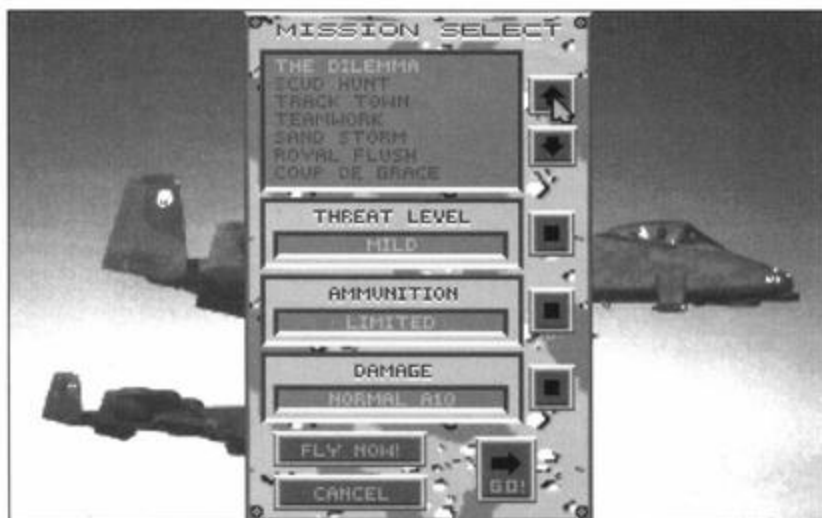 MISSION SELECT
THE DILEMMA
SCUD HUNT
TRACK TOWN
TEAMWORK
SAND STORM
ROYAL FLUSH
COUP DE GRACE
THREAT LEVEL
MILD
AMMUNITION
LIMITED
DAMAGE
NORMAL A10
FLY NOW!
GO!
CANCEL